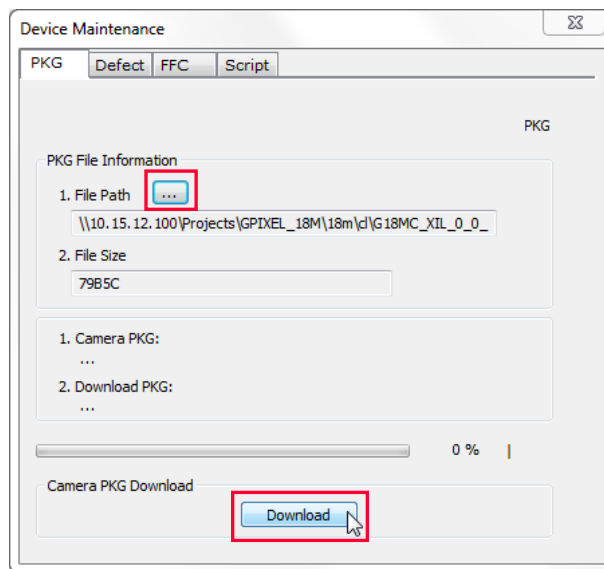 Device Maintenance
PKG Defect FFC Script
PKG
PKG File Information
1. File Path ...
\\10.15.12.100\Projects\GPIXEL_18M\18m\cl\G18MC_XIL_0_0_
2. File Size
79B5C
1. Camera PKG:
...
2. Download PKG:
...
0 %
Camera PKG Download
Download